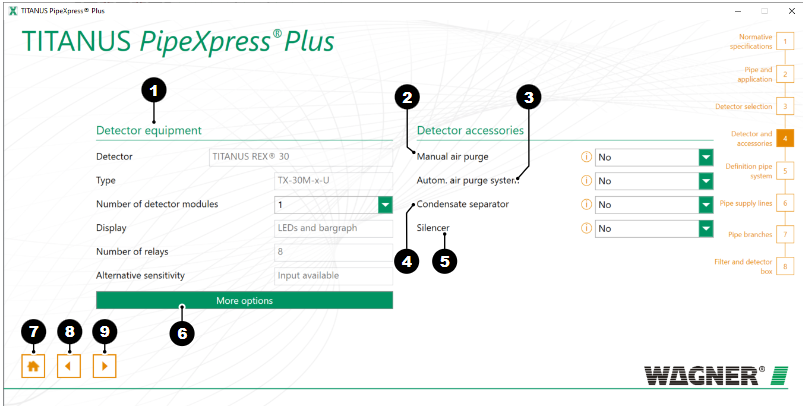 TITANUS PipeXpress® Plus
TITANUS PipeXpress® Plus
Normative specifications 1
Pipe and application 2
Detector selection 3
Detector and accessories 4
Definition pipe system 5
Pipe supply lines 6
Pipe branches 7
Filter and detector box 8
1
2
3
Detector equipment
Detector TITANUS REX® 30
Type TX-30M-x-U
Number of detector modules 1
Display LEDs and bargraph
Number of relays 8
Alternative sensitivity Input available
More options
Detector accessories
Manual air purge i No
Autom. air purge system i No
Condensate separator i No
Silencer i No
4
5
6
7
8
9
WAGNER®